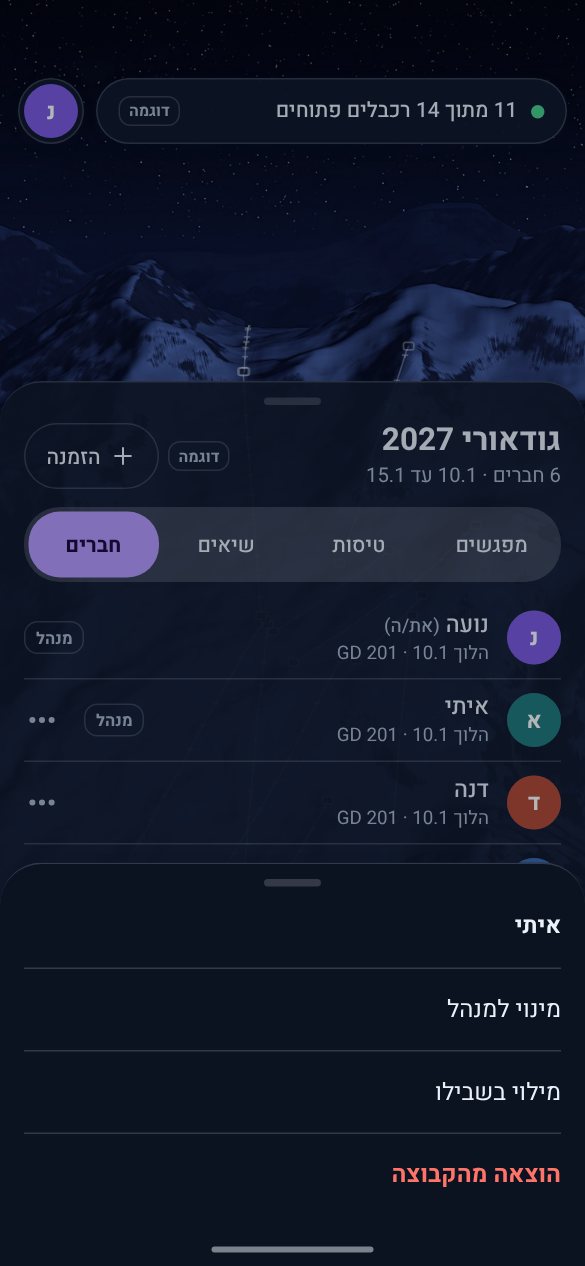 11 מתוך 14 רכבלים פתוחים
דוגמה
נ
גודאורי 2027
6 חברים · 10.1 עד 15.1
דוגמה
הזמנה
מפגשים
טיסות
שיאים
חברים
נ
נועה (את/ה)
הלוך 10.1 · GD 201
מנהל
א
איתי
הלוך 10.1 · GD 201
מנהל
ד
דנה
הלוך 10.1 · GD 201
איתי
מינוי למנהל
מילוי בשבילו
הוצאה מהקבוצה